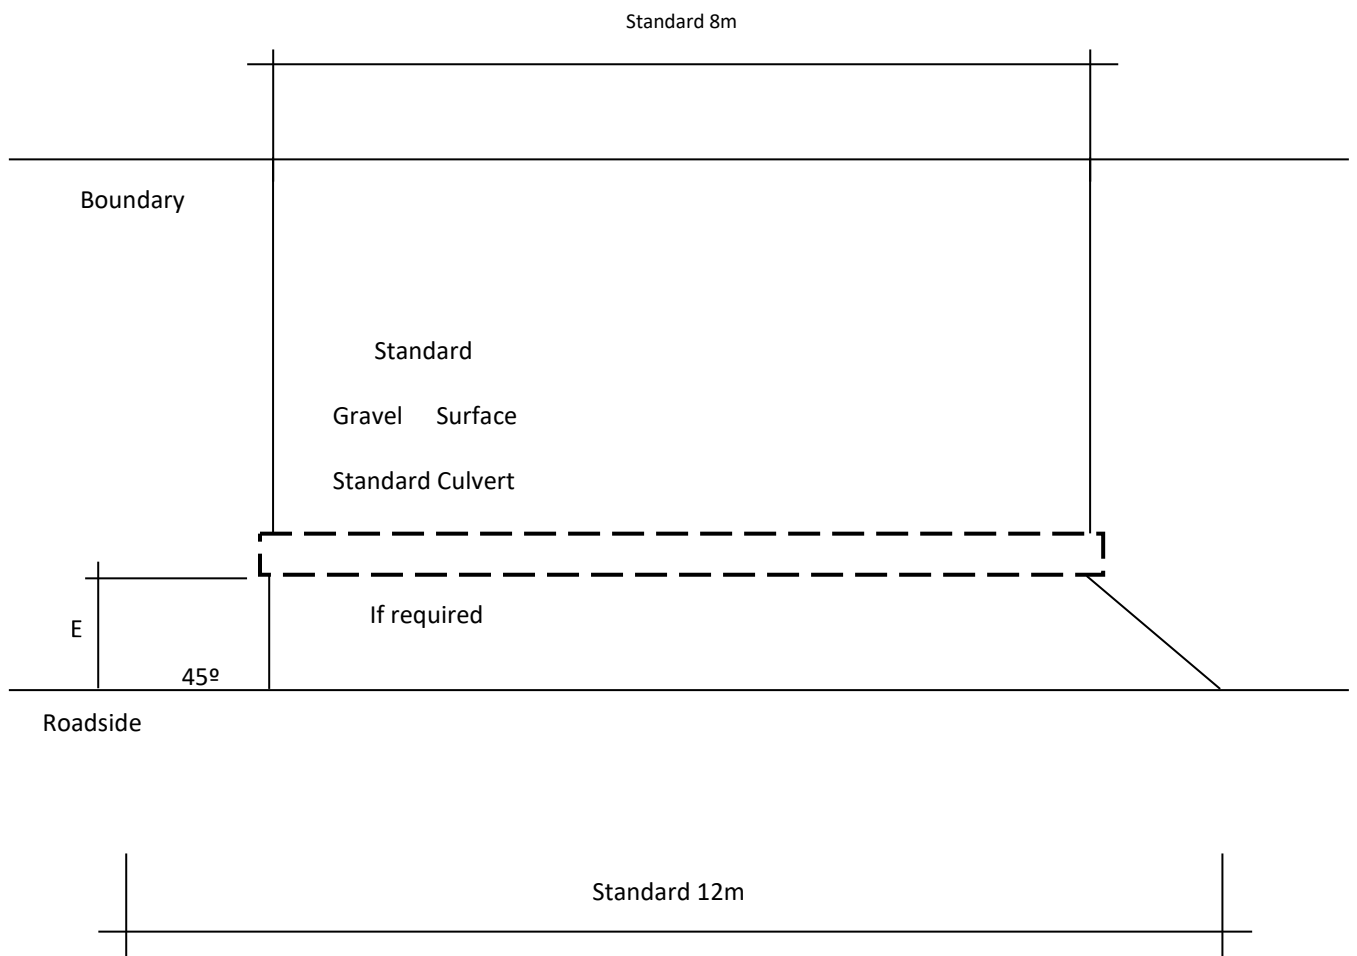 Standard 8m
Boundary
Standard
Gravel Surface
Standard Culvert
If required
E
45º
Roadside
Standard 12m